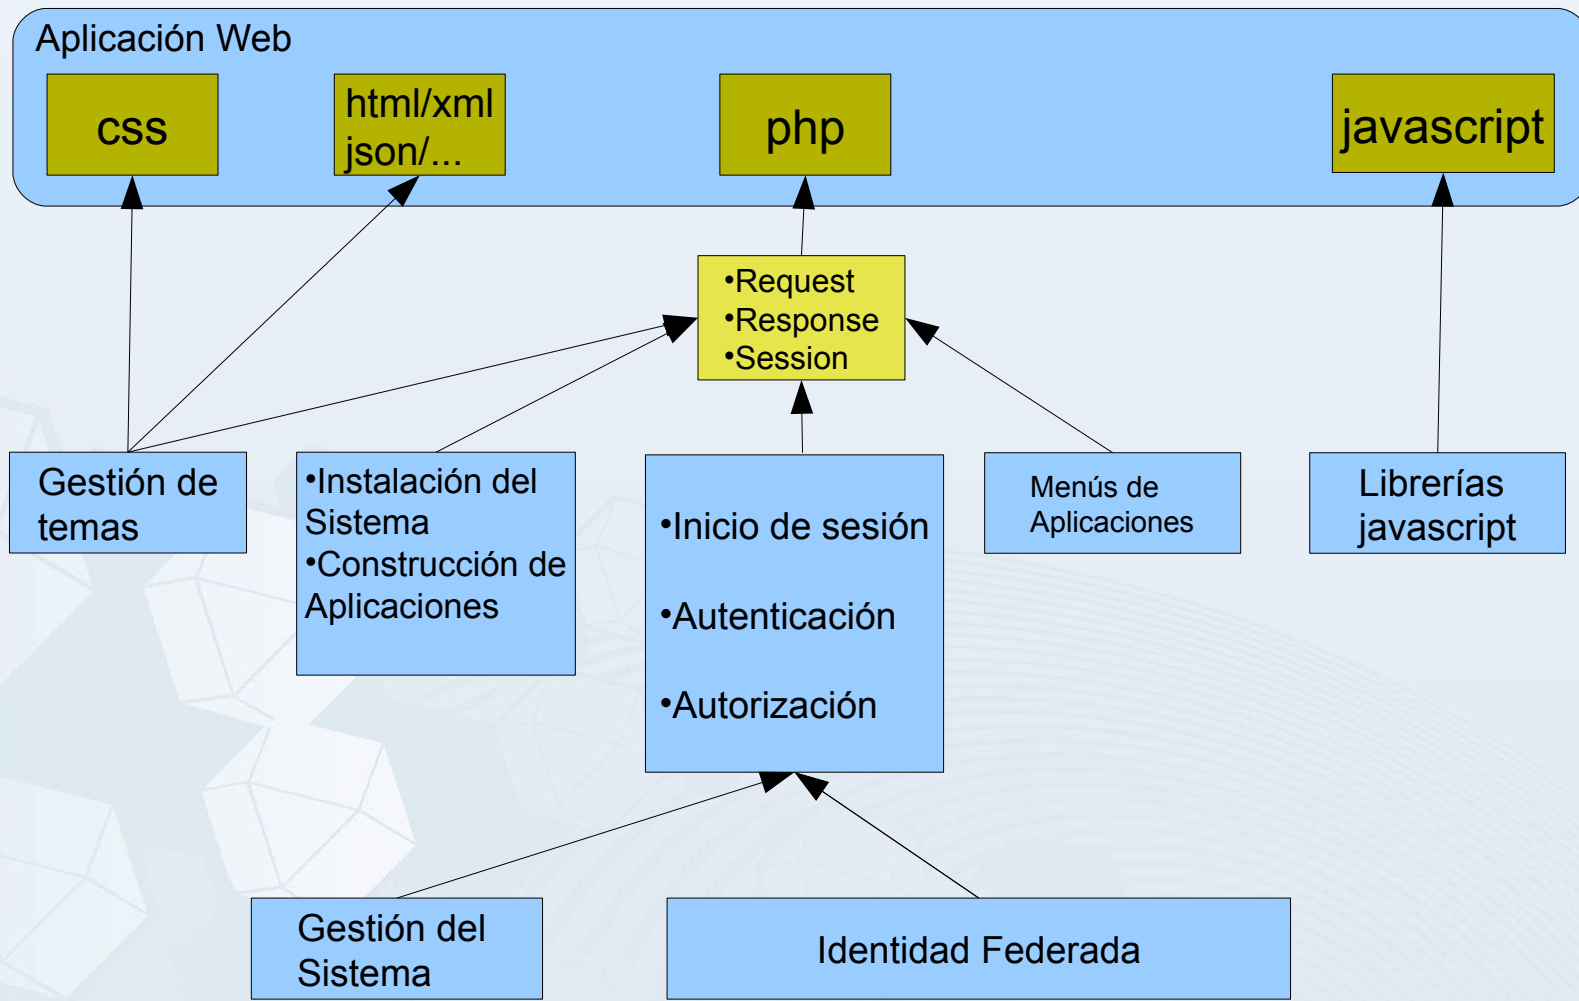 Aplicación Web
css
html/xml
json/...
php
javascript
•Request
•Response
•Session
Gestión de
temas
•Instalación del
Sistema
•Construcción de
Aplicaciones
•Inicio de sesión
•Autenticación
•Autorización
Menús de
Aplicaciones
Librerías
javascript
Gestión del
Sistema
Identidad Federada